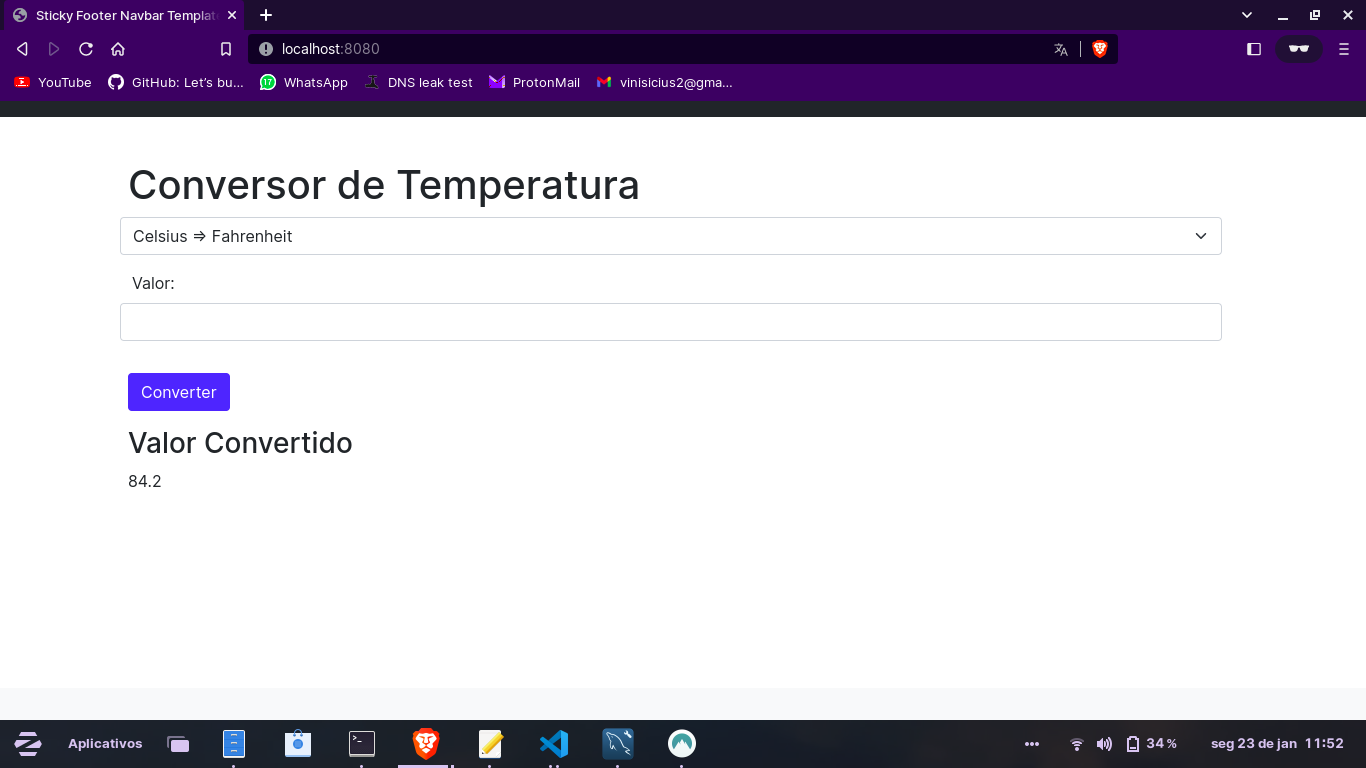 Sticky Footer Navbar Template
localhost:8080
YouTube
GitHub: Let’s bu...
WhatsApp
DNS leak test
ProtonMail
vinisicius2@gma...
Conversor de Temperatura
Celsius ⇒ Fahrenheit
Valor:
Converter
Valor Convertido
84.2
Aplicativos
34 %
seg 23 de jan 11:52